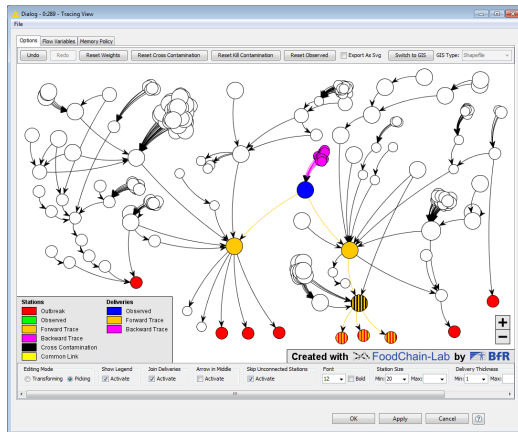 Dialog - 0:289 - Tracing View
File
Options Flow Variables Memory Policy
Undo Redo Reset Weights Reset Cross Contamination Reset Kill Contamination Reset Observed Export As Svg Switch to GIS GIS Type: Shapefile
Stations Deliveries
Outbreak Observed
Observed Forward Trace
Forward Trace Backward Trace
Backward Trace
Cross Contamination
Common Link
+
-
Created with FoodChain-Lab by BfR
Editing Mode Show Legend Join Deliveries Arrow in Middle Skip Unconnected Stations Font Station Size Delivery Thickness
Transforming Picking Activate Activate Activate Activate 12 Bold Min: 20 Max: Min: 1 Max:
OK Apply Cancel ?